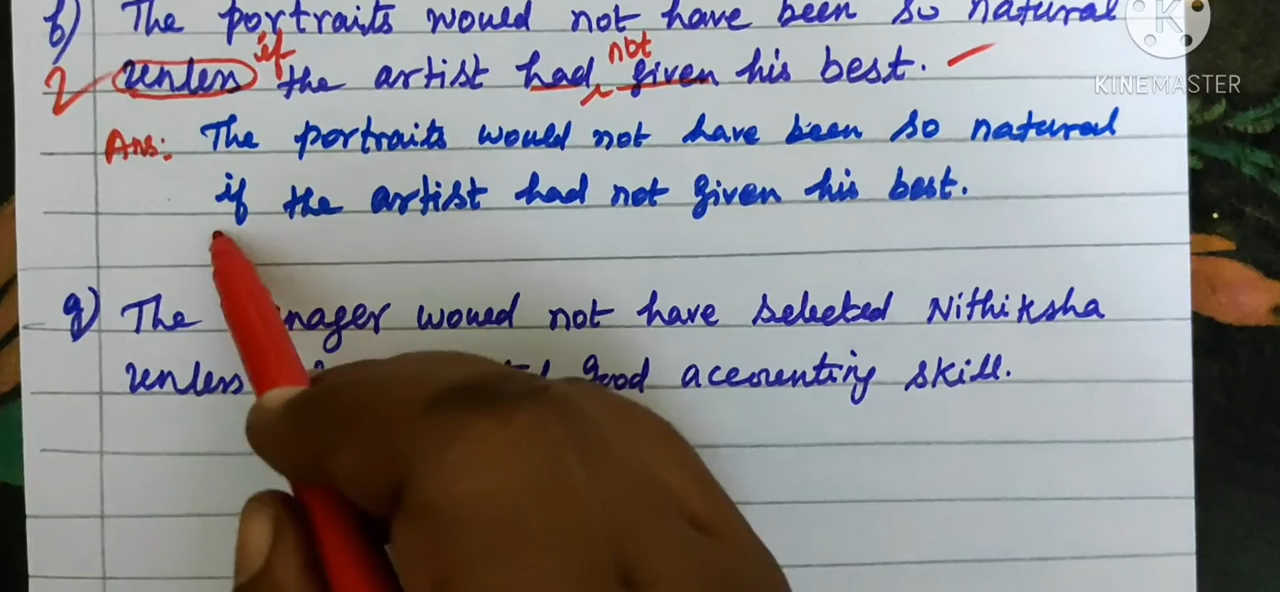 f) The portraits would not have been so natural
if not
2 unless the artist had given his best.
Ans: The portraits would not have been so natural
if the artist had not given his best.
g) The nager would not have selected Nithiksha
unless good accounting skill.
K
KINEMASTER